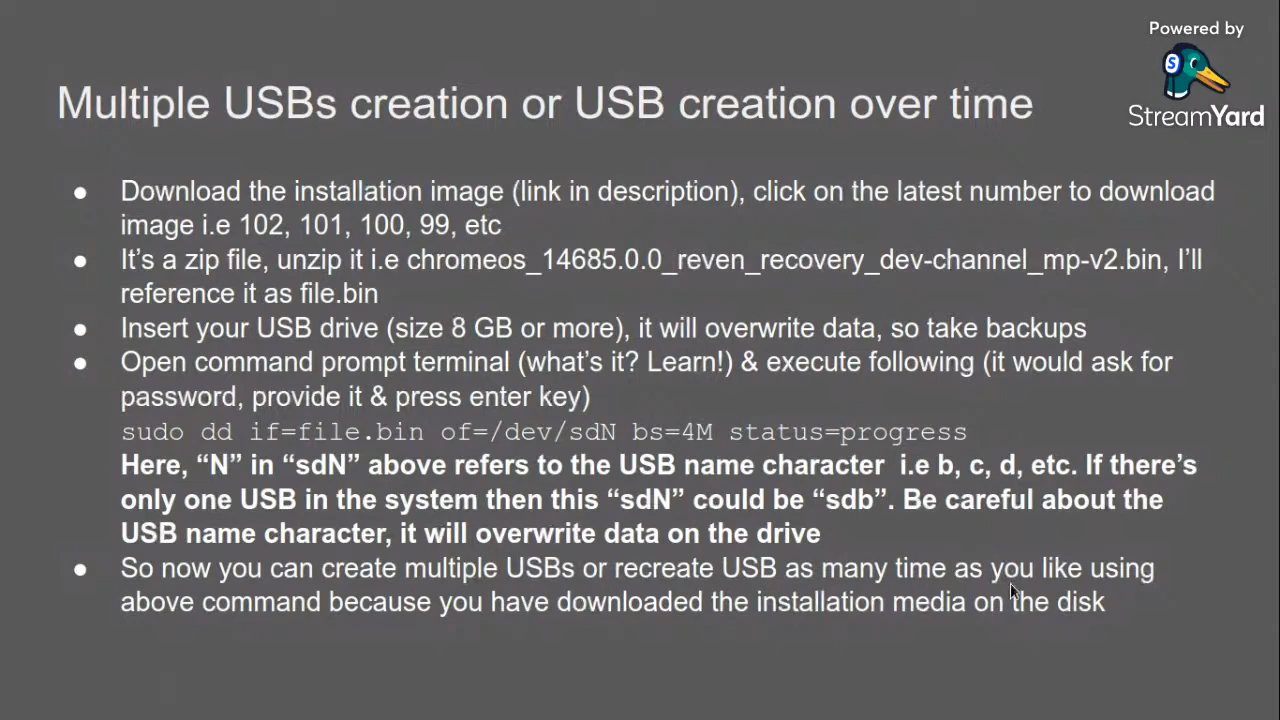 Powered by
S
StreamYard
Multiple USBs creation or USB creation over time
● Download the installation image (link in description), click on the latest number to download
image i.e 102, 101, 100, 99, etc
● It’s a zip file, unzip it i.e chromeos_14685.0.0_reven_recovery_dev-channel_mp-v2.bin, I’ll
reference it as file.bin
● Insert your USB drive (size 8 GB or more), it will overwrite data, so take backups
● Open command prompt terminal (what’s it? Learn!) & execute following (it would ask for
password, provide it & press enter key)
sudo dd if=file.bin of=/dev/sdN bs=4M status=progress
Here, “N” in “sdN” above refers to the USB name character i.e b, c, d, etc. If there’s
only one USB in the system then this “sdN” could be “sdb”. Be careful about the
USB name character, it will overwrite data on the drive
● So now you can create multiple USBs or recreate USB as many time as you like using
above command because you have downloaded the installation media on the disk